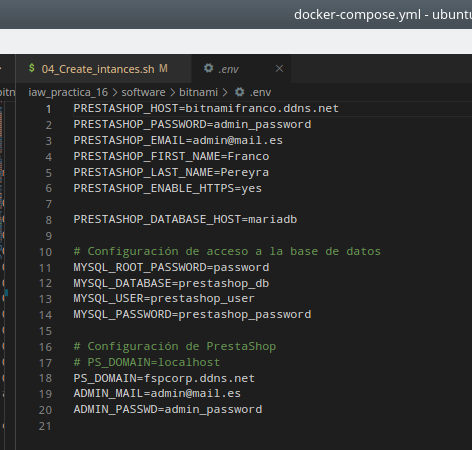 docker-compose.yml - ubuntu
$ 04_Create_intances.sh M
.env ×
iaw_practica_16 > software > bitnami > .env
1 PRESTASHOP_HOST=bitnamifranco.ddns.net
2 PRESTASHOP_PASSWORD=admin_password
3 PRESTASHOP_EMAIL=admin@mail.es
4 PRESTASHOP_FIRST_NAME=Franco
5 PRESTASHOP_LAST_NAME=Pereyra
6 PRESTASHOP_ENABLE_HTTPS=yes
7
8 PRESTASHOP_DATABASE_HOST=mariadb
9
10 # Configuración de acceso a la base de datos
11 MYSQL_ROOT_PASSWORD=password
12 MYSQL_DATABASE=prestashop_db
13 MYSQL_USER=prestashop_user
14 MYSQL_PASSWORD=prestashop_password
15
16 # Configuración de PrestaShop
17 # PS_DOMAIN=localhost
18 PS_DOMAIN=fspcorp.ddns.net
19 ADMIN_MAIL=admin@mail.es
20 ADMIN_PASSWD=admin_password
21